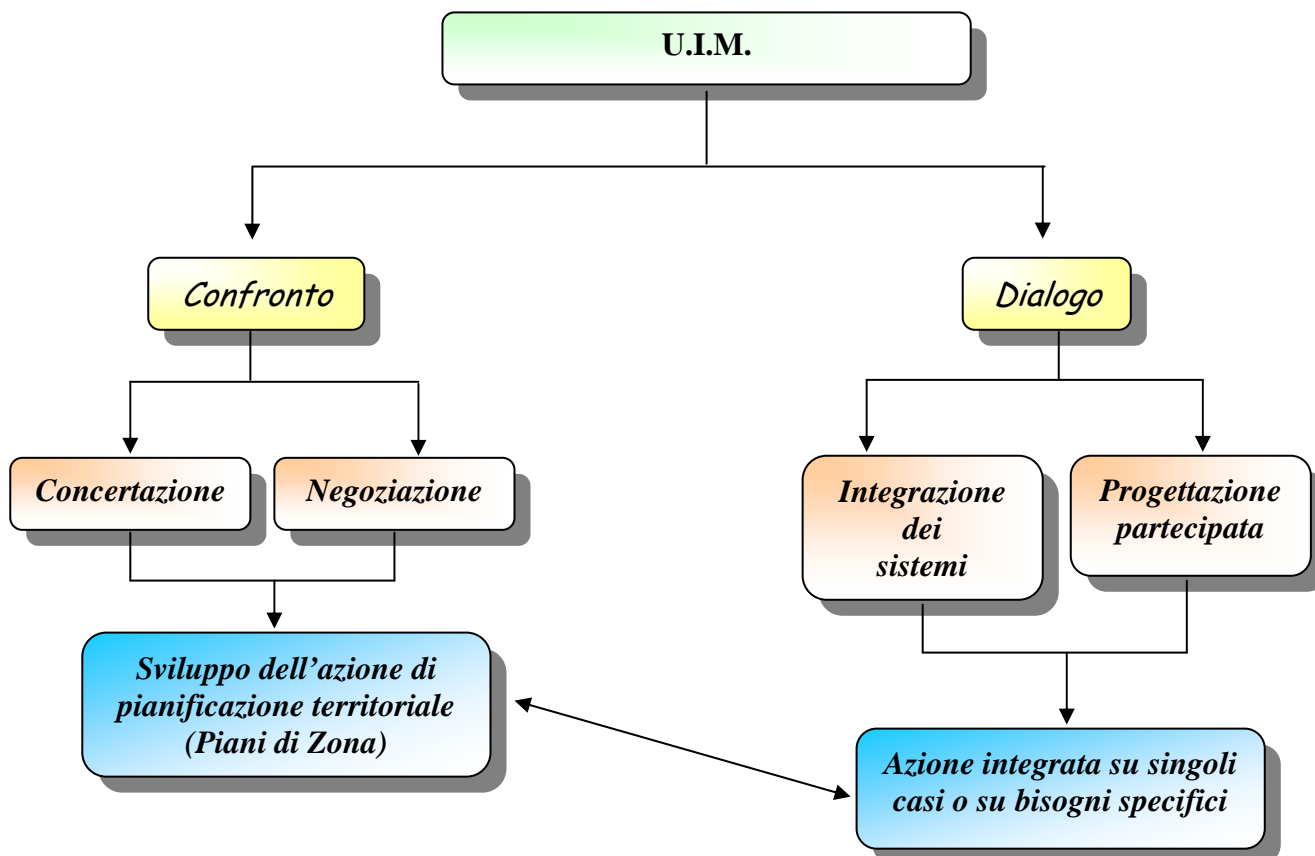 U.I.M.
Confronto
Dialogo
Concertazione
Negoziazione
Integrazione
dei
sistemi
Progettazione
partecipata
Sviluppo dell’azione di
pianificazione territoriale
(Piani di Zona)
Azione integrata su singoli
casi o su bisogni specifici